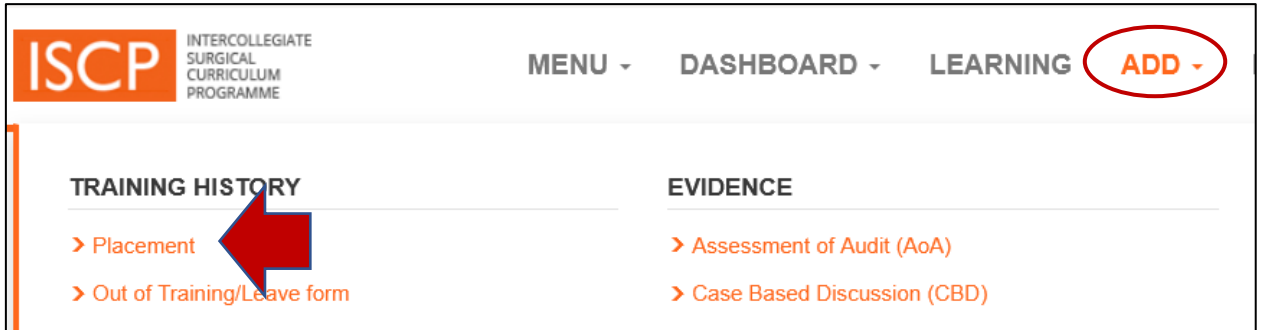 ISCP
INTERCOLLEGIATE
SURGICAL
CURRICULUM
PROGRAMME
MENU DASHBOARD LEARNING ADD
TRAINING HISTORY
Placement
Out of Training/Leave form
EVIDENCE
Assessment of Audit (AoA)
Case Based Discussion (CBD)